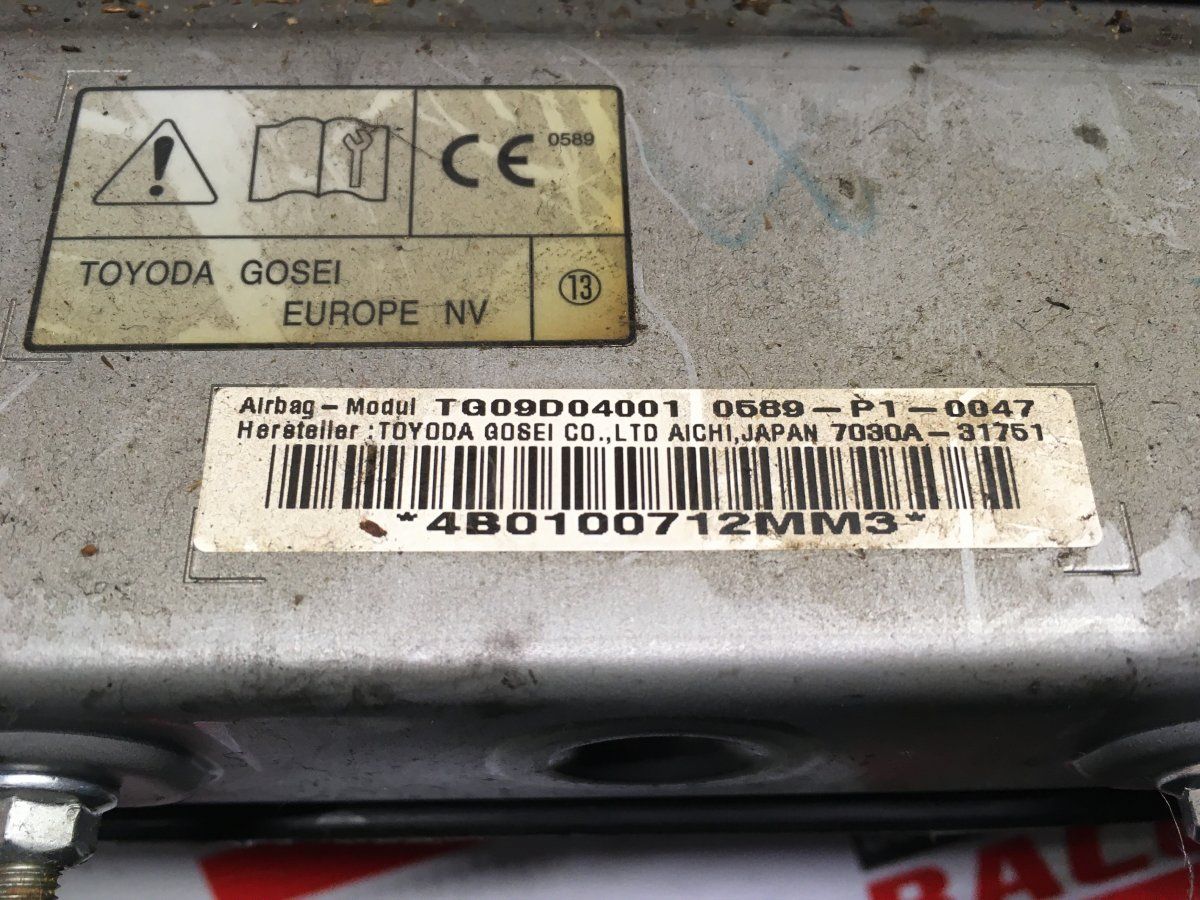 CE 0589
TOYODA GOSEI
EUROPE NV
⑬
Airbag-Modul TG09D04001 0589-P1-0047
Hersteller:TOYODA GOSEI CO.,LTD AICHI,JAPAN 7030A-31751
*4B0100712MM3*